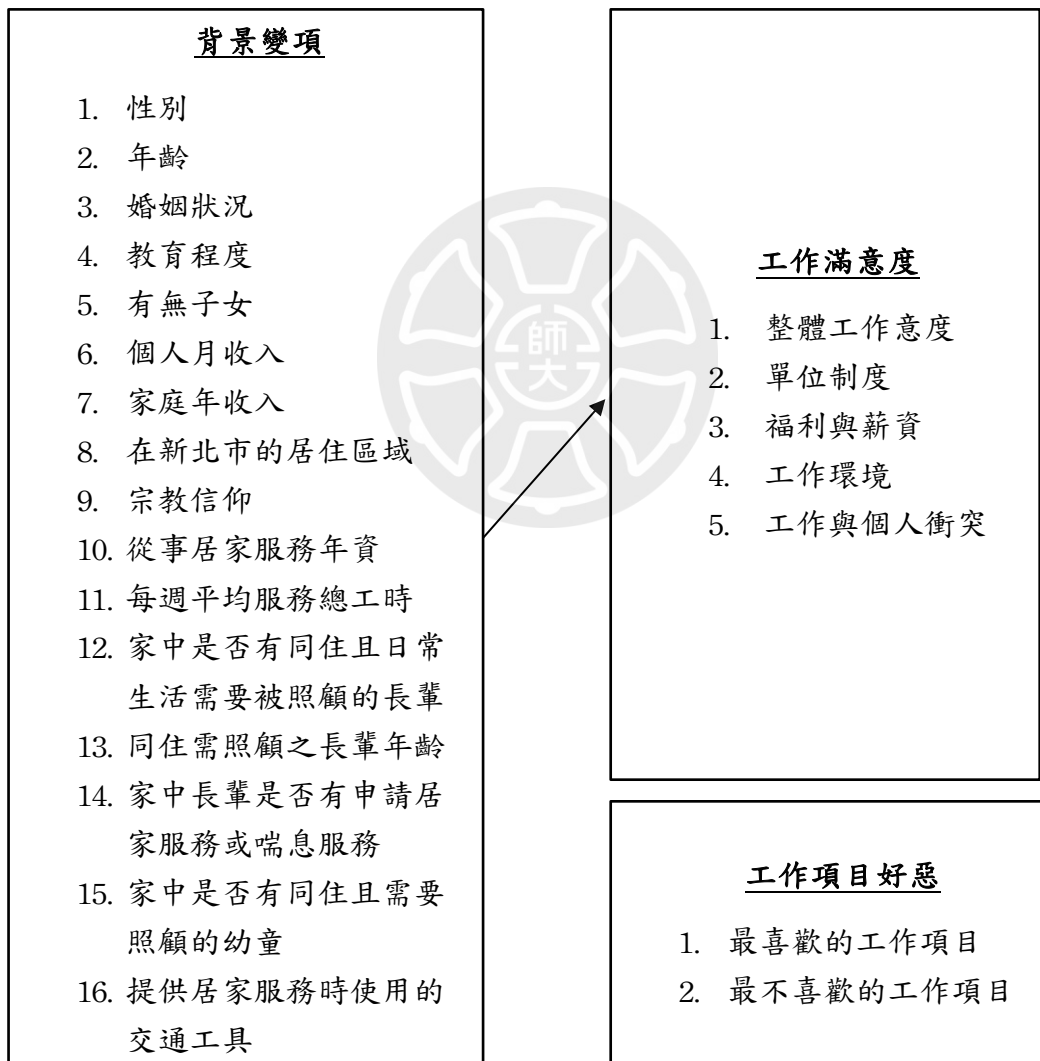 背景變項
1. 性別
2. 年齡
3. 婚姻狀況
4. 教育程度
5. 有無子女
6. 個人月收入
7. 家庭年收入
8. 在新北市的居住區域
9. 宗教信仰
10. 從事居家服務年資
11. 每週平均服務總工時
12. 家中是否有同住且日常
生活需要被照顧的長輩
13. 同住需照顧之長輩年齡
14. 家中長輩是否有申請居
家服務或喘息服務
15. 家中是否有同住且需要
照顧的幼童
16. 提供居家服務時使用的
交通工具
師大
工作滿意度
1. 整體工作意度
2. 單位制度
3. 福利與薪資
4. 工作環境
5. 工作與個人衝突
工作項目好惡
1. 最喜歡的工作項目
2. 最不喜歡的工作項目